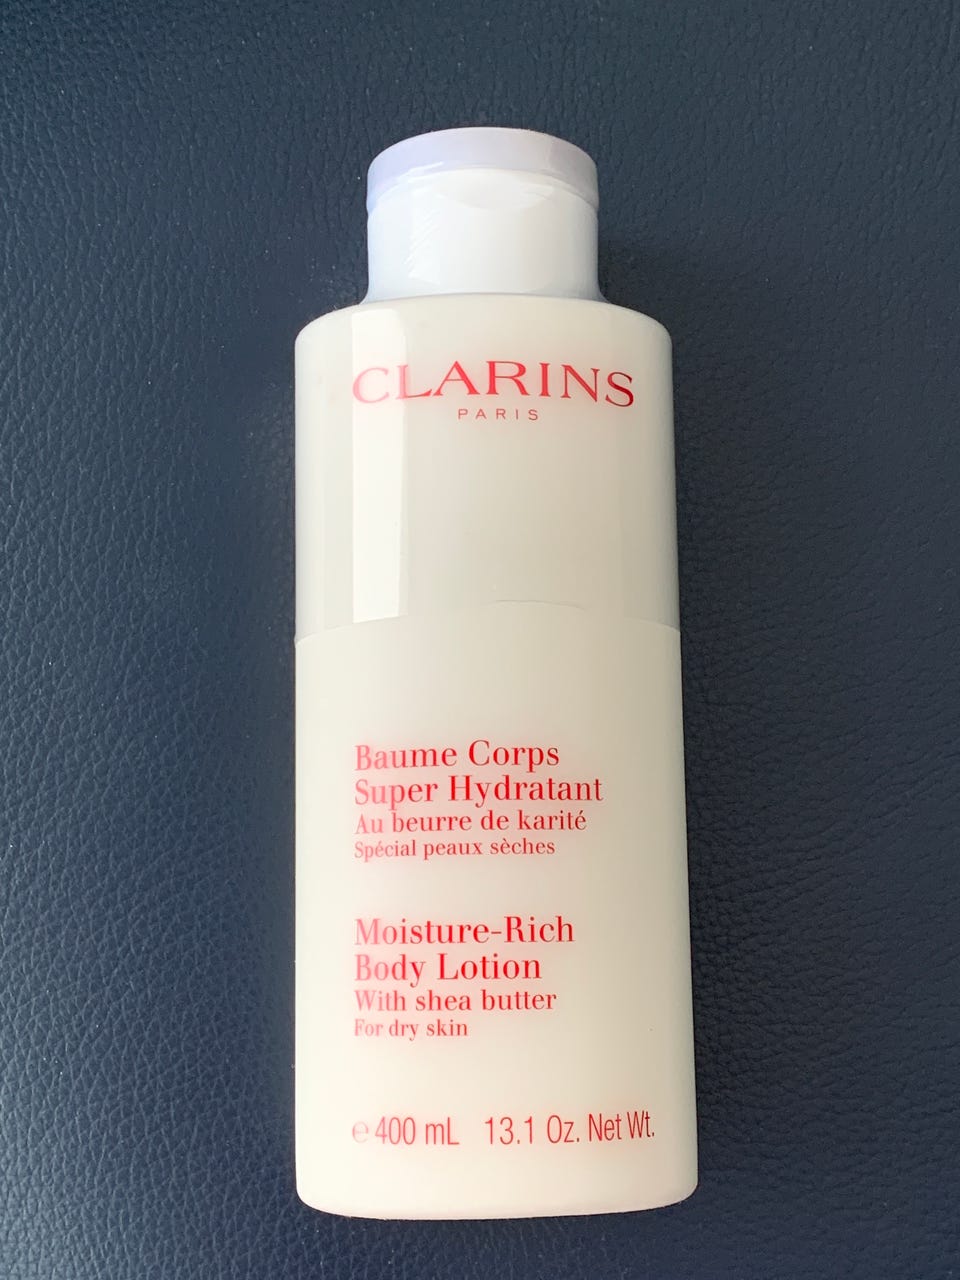 CLARINS
PARIS
Baume Corps
Super Hydratant
Au beurre de karité
Spécial peaux sèches
Moisture-Rich
Body Lotion
With shea butter
For dry skin
℮ 400 mL 13.1 Oz. Net Wt.